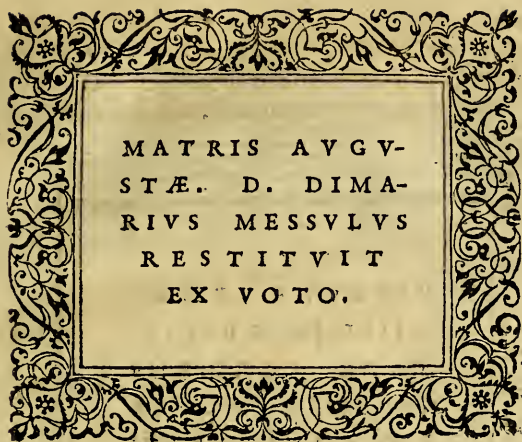 MATRIS AVGV-
STÆ. D. DIMA-
RIVS MESSVLVS
RESTITVIT
EX VOTO.